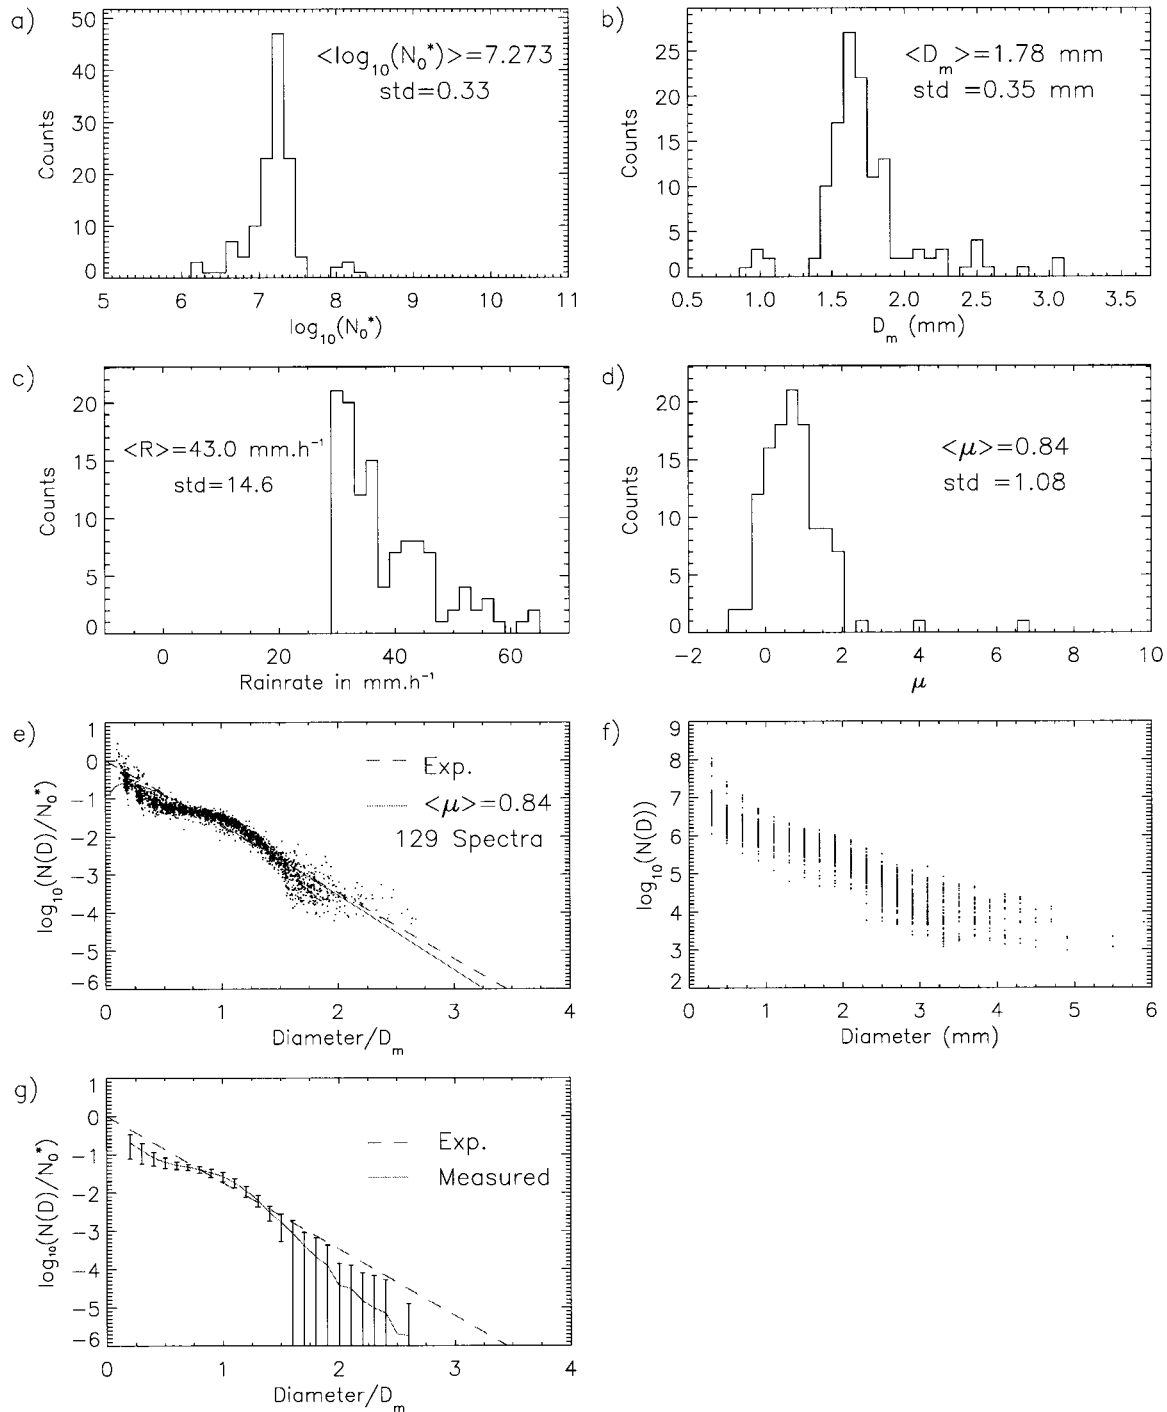 a)
<log₁₀(N₀*)>=7.273
std=0.33
Counts
50
40
30
20
10
0
5 6 7 8 9 10 11
log₁₀(N₀*)
b)
<Dₘ>=1.78 mm
std =0.35 mm
Counts
25
20
15
10
5
0
0.5 1.0 1.5 2.0 2.5 3.0 3.5
Dₘ (mm)
c)
<R>=43.0 mm.h⁻¹
std=14.6
Counts
20
15
10
5
0
0 20 40 60
Rainrate in mm.h⁻¹
d)
<μ>=0.84
std =1.08
Counts
20
15
10
5
0
-2 0 2 4 6 8 10
μ
e)
Exp.
<μ>=0.84
129 Spectra
log₁₀(N(D)/N₀*)
1
0
-1
-2
-3
-4
-5
-6
0 1 2 3 4
Diameter/Dₘ
f)
log₁₀(N(D))
9
8
7
6
5
4
3
2
0 1 2 3 4 5 6
Diameter (mm)
g)
Exp.
Measured
log₁₀(N(D)/N₀*)
1
0
-1
-2
-3
-4
-5
-6
0 1 2 3 4
Diameter/Dₘ